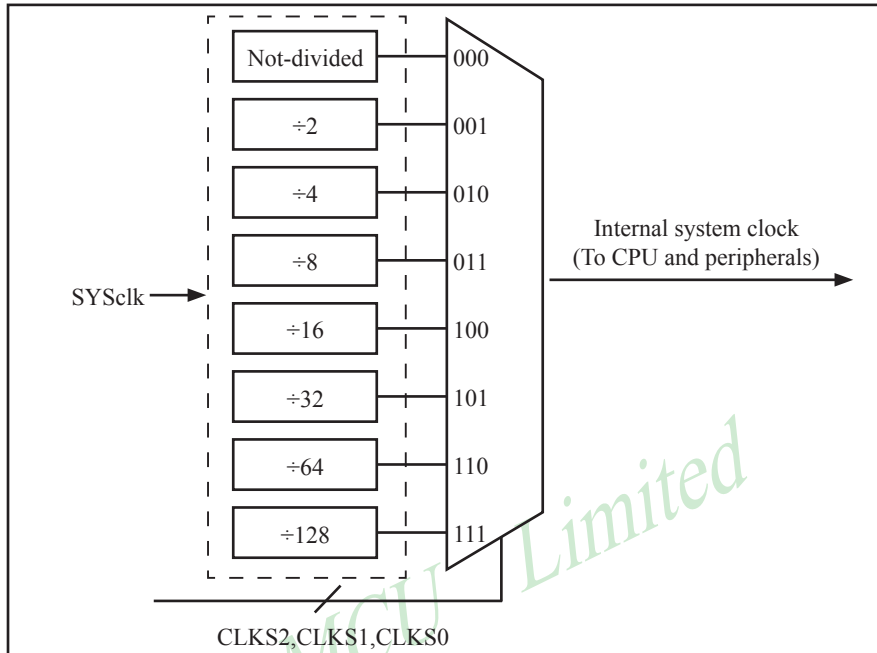 Not-divided 000
÷2 001
÷4 010
÷8 011
÷16 100
÷32 101
÷64 110
÷128 111
SYSclk
Internal system clock
(To CPU and peripherals)
CLKS2,CLKS1,CLKS0
MCU Limited